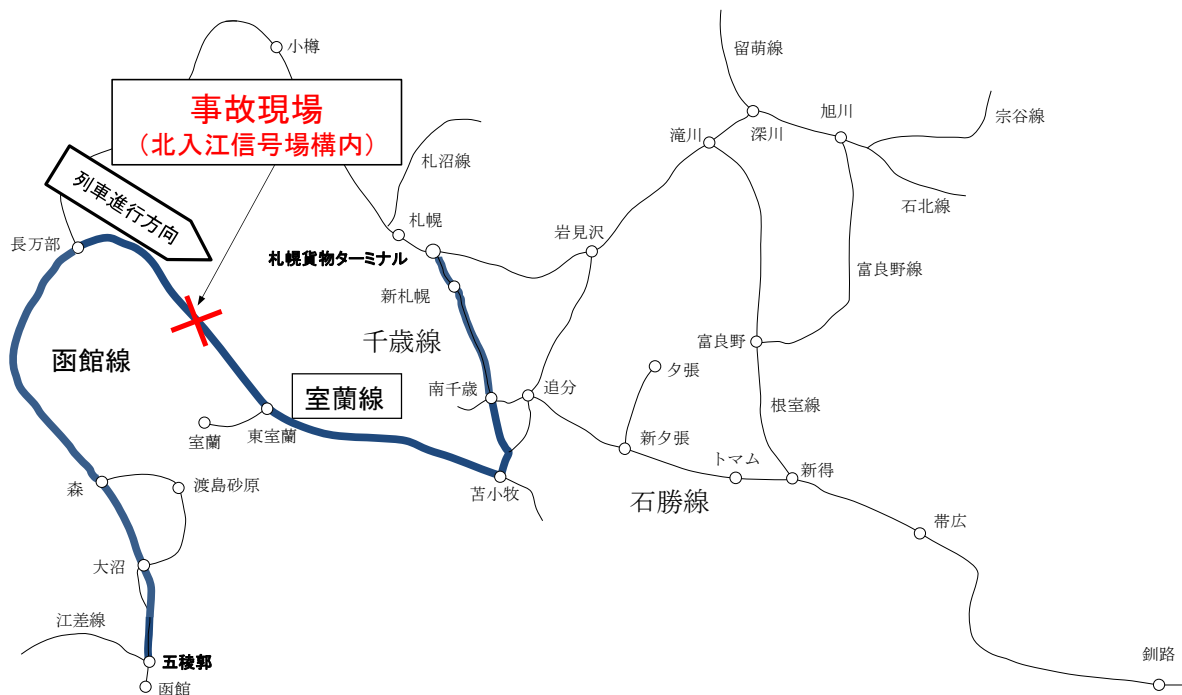 小樽
留萌線
事故現場
（北入江信号場構内）
旭川
深川
宗谷線
滝川
札沼線
列車進行方向
石北線
長万部
札幌
岩見沢
札幌貨物ターミナル
富良野線
新札幌
千歳線
函館線
富良野
夕張
室蘭線
南千歳
追分
根室線
室蘭
東室蘭
新夕張
トマム
新得
森
渡島砂原
苫小牧
石勝線
帯広
大沼
江差線
五稜郭
釧路
函館